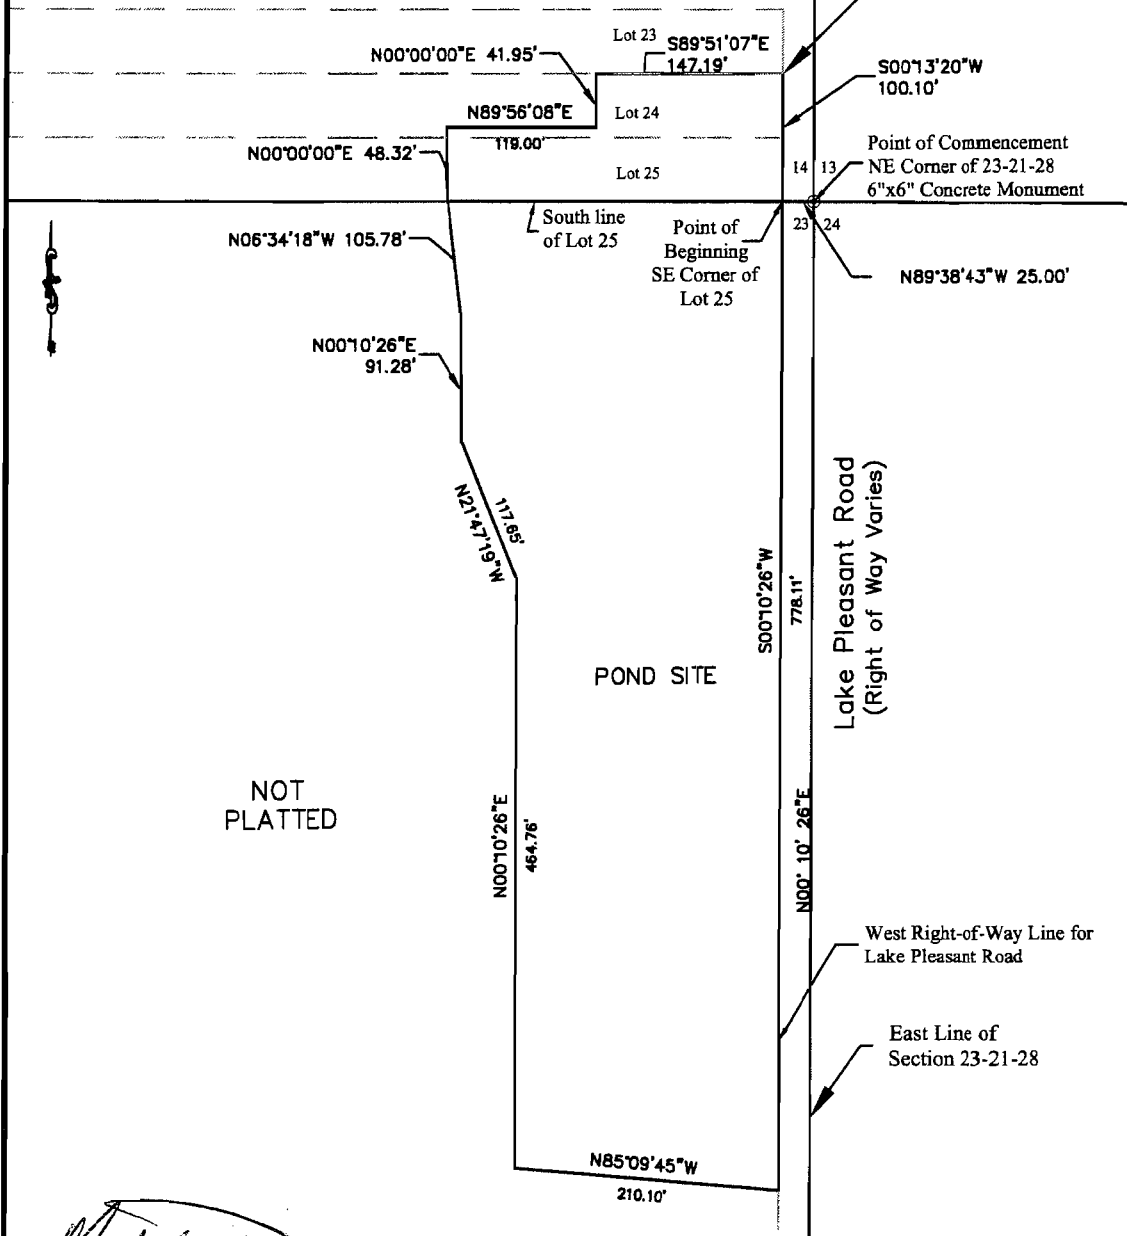 Lot 23
S89°51'07"E
147.19'
N00°00'00"E 41.95'
S00°13'20"W
100.10'
N89°56'08"E
119.00'
Lot 24
N00°00'00"E 48.32'
Lot 25
14 13
Point of Commencement
NE Corner of 23-21-28
6"x6" Concrete Monument
23 24
South line
of Lot 25
Point of
Beginning
SE Corner of
Lot 25
N06°34'18"W 105.78'
N89°38'43"W 25.00'
N00°10'26"E
91.28'
117.65'
N21°47'19"W
Lake Pleasant Road
(Right of Way Varies)
S00°10'26"W
778.11'
POND SITE
NOT
PLATTED
N00°10'26"E
464.76'
N00° 10' 26"E
West Right-of-Way Line for
Lake Pleasant Road
East Line of
Section 23-21-28
N85°09'45"W
210.10'